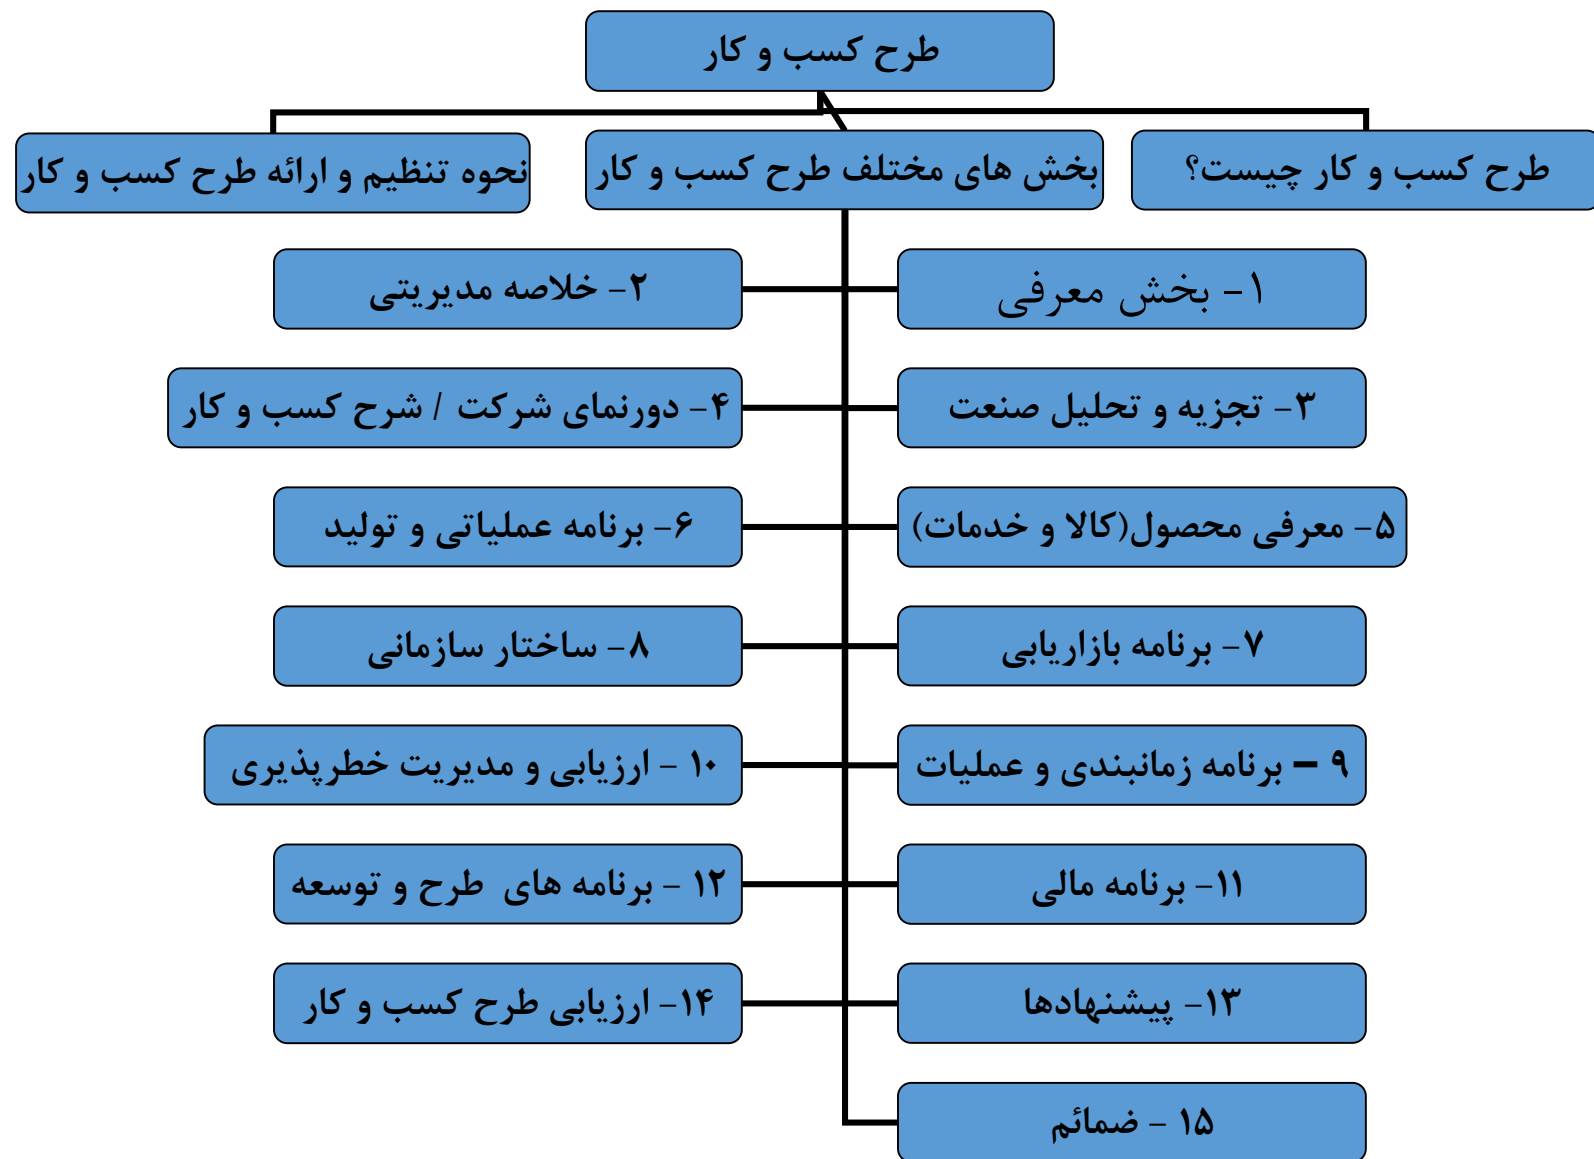 طرح کسب و کار
طرح کسب و کار چیست؟
بخش های مختلف طرح کسب و کار
نحوه تنظیم و ارائه طرح کسب و کار
۱- بخش معرفی
۲- خلاصه مدیریتی
۳- تجزیه و تحلیل صنعت
۴- دورنمای شرکت / شرح کسب و کار
۵- معرفی محصول(کالا و خدمات)
۶- برنامه عملیاتی و تولید
۷- برنامه بازاریابی
۸- ساختار سازمانی
۹ – برنامه زمانبندی و عملیات
۱۰ - ارزیابی و مدیریت خطرپذیری
۱۱- برنامه مالی
۱۲ - برنامه های طرح و توسعه
۱۳- پیشنهادها
۱۴- ارزیابی طرح کسب و کار
۱۵ - ضمائم